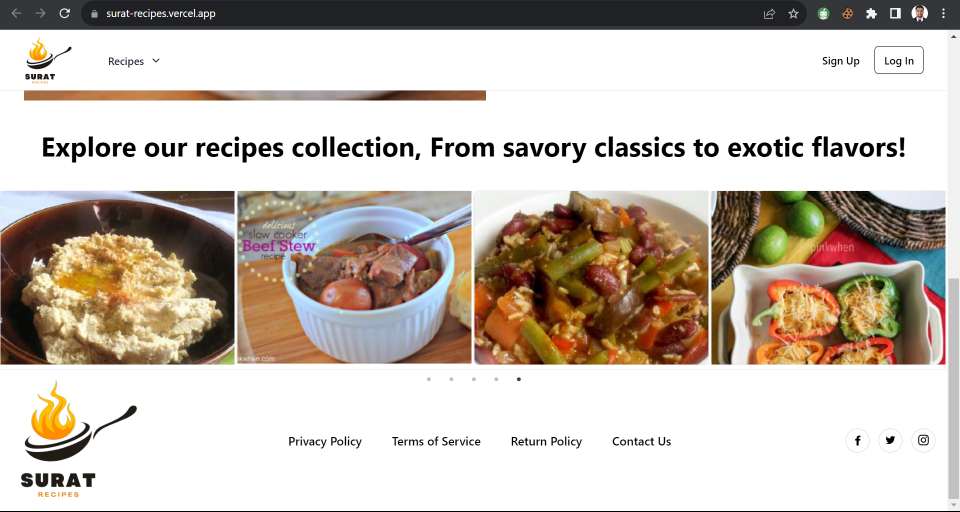 surat-recipes.vercel.app
SURAT
RECIPES
Recipes
Sign Up
Log In
Explore our recipes collection, From savory classics to exotic flavors!
delicious
slow cooker
Beef Stew
recipe
pinkwhen
SURAT
RECIPES
Privacy Policy
Terms of Service
Return Policy
Contact Us